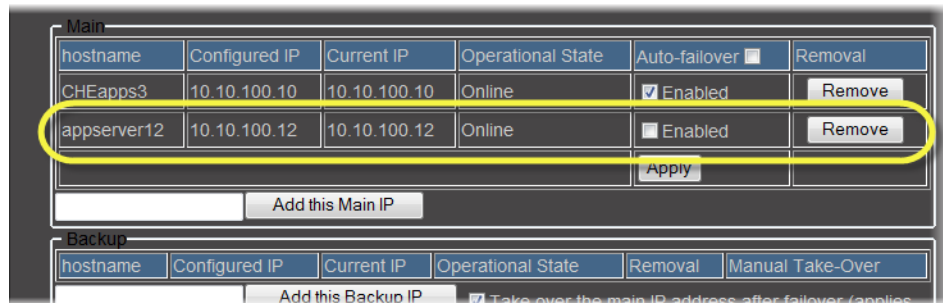 Main
hostname Configured IP Current IP Operational State Auto-failover Removal
CHEapps3 10.10.100.10 10.10.100.10 Online Enabled Remove
appserver12 10.10.100.12 10.10.100.12 Online Enabled Remove
Apply
Add this Main IP
Backup
hostname Configured IP Current IP Operational State Removal Manual Take-Over
Add this Backup IP Take over the main IP address after failover (applies